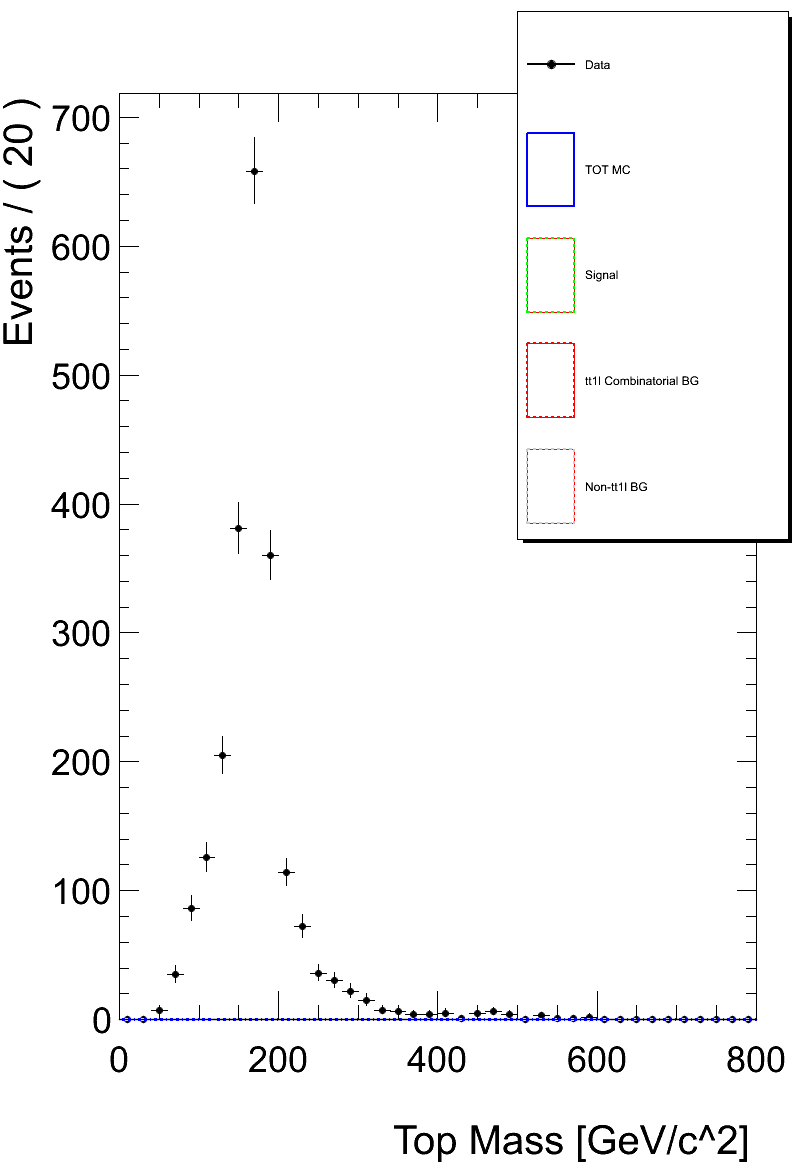 Data
TOT MC
Signal
tt1l Combinatorial BG
Non-tt1l BG
Events / ( 20 )
700
600
500
400
300
200
100
0
0 200 400 600 800
Top Mass [GeV/c^2]